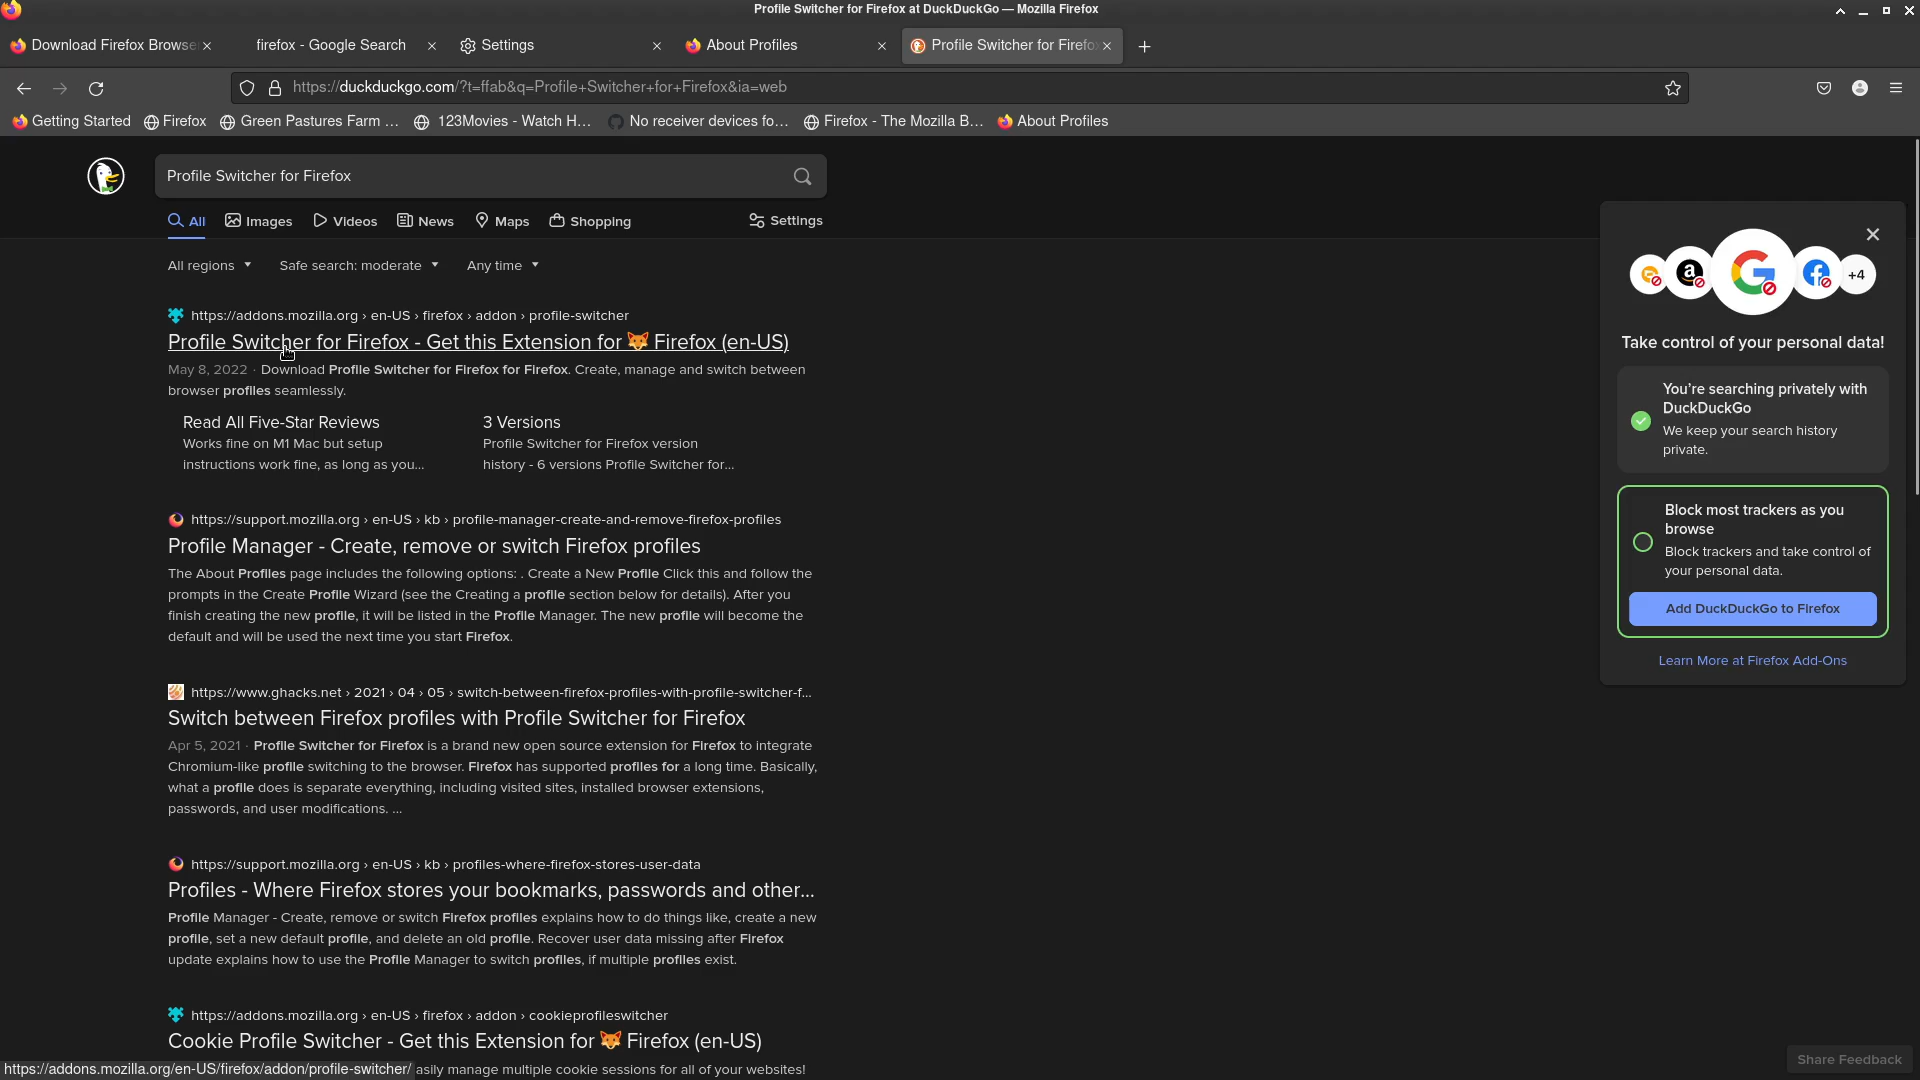 Profile Switcher for Firefox at DuckDuckGo — Mozilla Firefox
Download Firefox Browse
firefox - Google Search
Settings
About Profiles
Profile Switcher for Firefo
https://duckduckgo.com/?t=ffab&q=Profile+Switcher+for+Firefox&ia=web
Getting Started
Firefox
Green Pastures Farm ...
123Movies - Watch H...
No receiver devices fo...
Firefox - The Mozilla B...
About Profiles
Profile Switcher for Firefox
All
Images
Videos
News
Maps
Shopping
Settings
All regions
Safe search: moderate
Any time
https://addons.mozilla.org › en-US › firefox › addon › profile-switcher
Profile Switcher for Firefox - Get this Extension for 🦊 Firefox (en-US)
May 8, 2022 · Download Profile Switcher for Firefox for Firefox. Create, manage and switch between
browser profiles seamlessly.
Read All Five-Star Reviews
Works fine on M1 Mac but setup
instructions work fine, as long as you...
3 Versions
Profile Switcher for Firefox version
history - 6 versions Profile Switcher for...
https://support.mozilla.org › en-US › kb › profile-manager-create-and-remove-firefox-profiles
Profile Manager - Create, remove or switch Firefox profiles
The About Profiles page includes the following options: . Create a New Profile Click this and follow the
prompts in the Create Profile Wizard (see the Creating a profile section below for details). After you
finish creating the new profile, it will be listed in the Profile Manager. The new profile will become the
default and will be used the next time you start Firefox.
https://www.ghacks.net › 2021 › 04 › 05 › switch-between-firefox-profiles-with-profile-switcher-f...
Switch between Firefox profiles with Profile Switcher for Firefox
Apr 5, 2021 · Profile Switcher for Firefox is a brand new open source extension for Firefox to integrate
Chromium-like profile switching to the browser. Firefox has supported profiles for a long time. Basically,
what a profile does is separate everything, including visited sites, installed browser extensions,
passwords, and user modifications. ...
https://support.mozilla.org › en-US › kb › profiles-where-firefox-stores-user-data
Profiles - Where Firefox stores your bookmarks, passwords and other...
Profile Manager - Create, remove or switch Firefox profiles explains how to do things like, create a new
profile, set a new default profile, and delete an old profile. Recover user data missing after Firefox
update explains how to use the Profile Manager to switch profiles, if multiple profiles exist.
https://addons.mozilla.org › en-US › firefox › addon › cookieprofileswitcher
Cookie Profile Switcher - Get this Extension for 🦊 Firefox (en-US)
easily manage multiple cookie sessions for all of your websites!
https://addons.mozilla.org/en-US/firefox/addon/profile-switcher/
+4
Take control of your personal data!
You're searching privately with
DuckDuckGo
We keep your search history
private.
Block most trackers as you
browse
Block trackers and take control of
your personal data.
Add DuckDuckGo to Firefox
Learn More at Firefox Add-Ons
Share Feedback